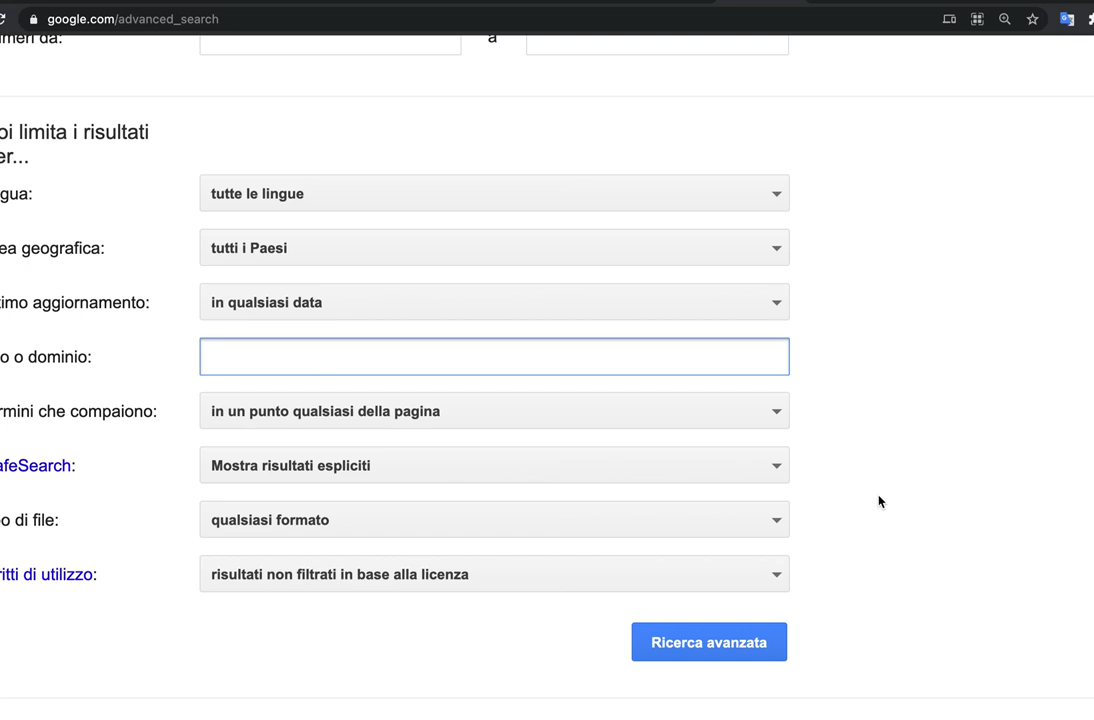 google.com/advanced_search
meri da:
a
oi limita i risultati
er...
gua:
tutte le lingue
ea geografica:
tutti i Paesi
timo aggiornamento:
in qualsiasi data
o o dominio:
rmini che compaiono:
in un punto qualsiasi della pagina
afeSearch:
Mostra risultati espliciti
o di file:
qualsiasi formato
ritti di utilizzo:
risultati non filtrati in base alla licenza
Ricerca avanzata